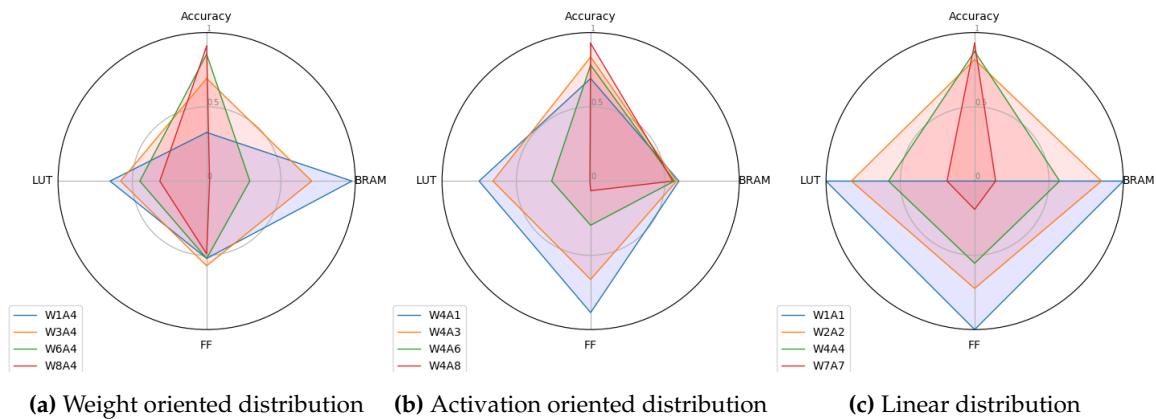 Accuracy
1
0.5
0
LUT
BRAM
FF
W1A4
W3A4
W6A4
W8A4
(a) Weight oriented distribution
Accuracy
1
0.5
0
LUT
BRAM
FF
W4A1
W4A3
W4A6
W4A8
(b) Activation oriented distribution
Accuracy
1
0.5
0
LUT
BRAM
FF
W1A1
W2A2
W4A4
W7A7
(c) Linear distribution